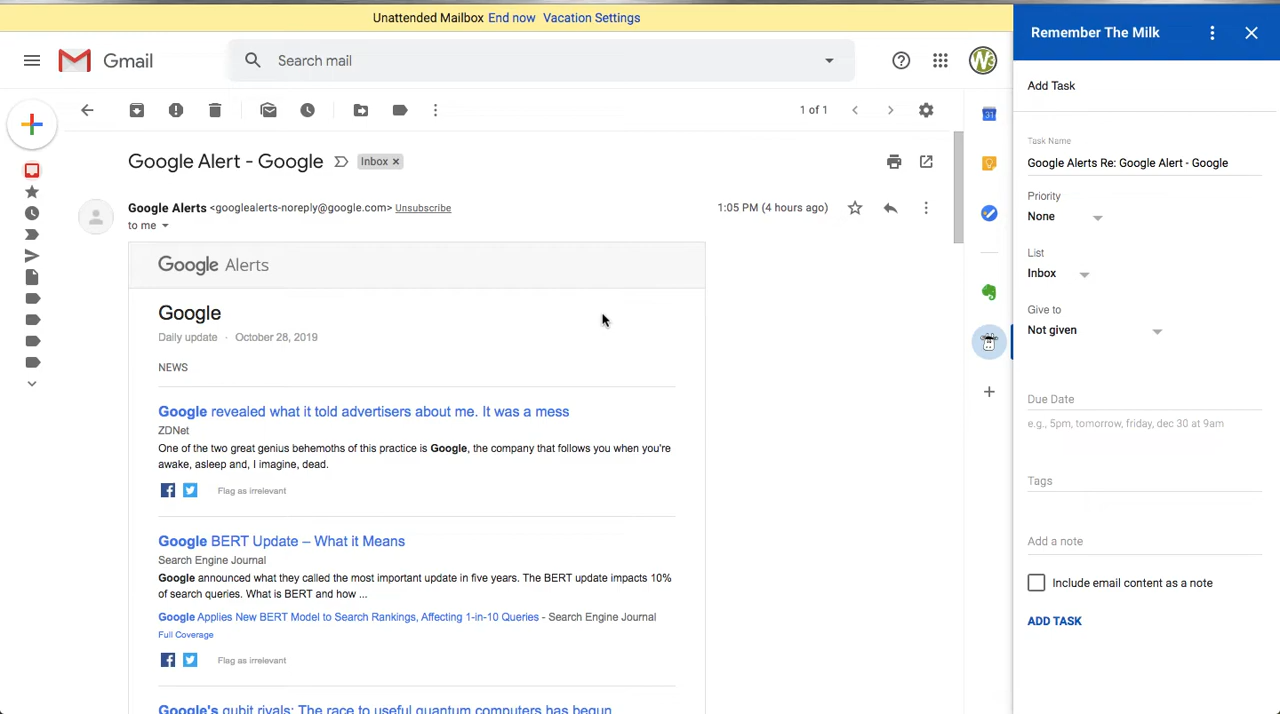 Unattended Mailbox End now Vacation Settings
Gmail
Search mail
1 of 1
Google Alert - Google
Inbox ×
Google Alerts <googlealerts-noreply@google.com> Unsubscribe
1:05 PM (4 hours ago)
to me
Google Alerts
Google
Daily update · October 28, 2019
NEWS
Google revealed what it told advertisers about me. It was a mess
ZDNet
One of the two great genius behemoths of this practice is Google, the company that follows you when you're
awake, asleep and, I imagine, dead.
Flag as irrelevant
Google BERT Update – What it Means
Search Engine Journal
Google announced what they called the most important update in five years. The BERT update impacts 10%
of search queries. What is BERT and how ...
Google Applies New BERT Model to Search Rankings, Affecting 1-in-10 Queries - Search Engine Journal
Full Coverage
Flag as irrelevant
Google's qubit rivals: The race to useful quantum computers has begun
31
Remember The Milk
Add Task
Task Name
Google Alerts Re: Google Alert - Google
Priority
None
List
Inbox
Give to
Not given
Due Date
e.g., 5pm, tomorrow, friday, dec 30 at 9am
Tags
Add a note
Include email content as a note
ADD TASK